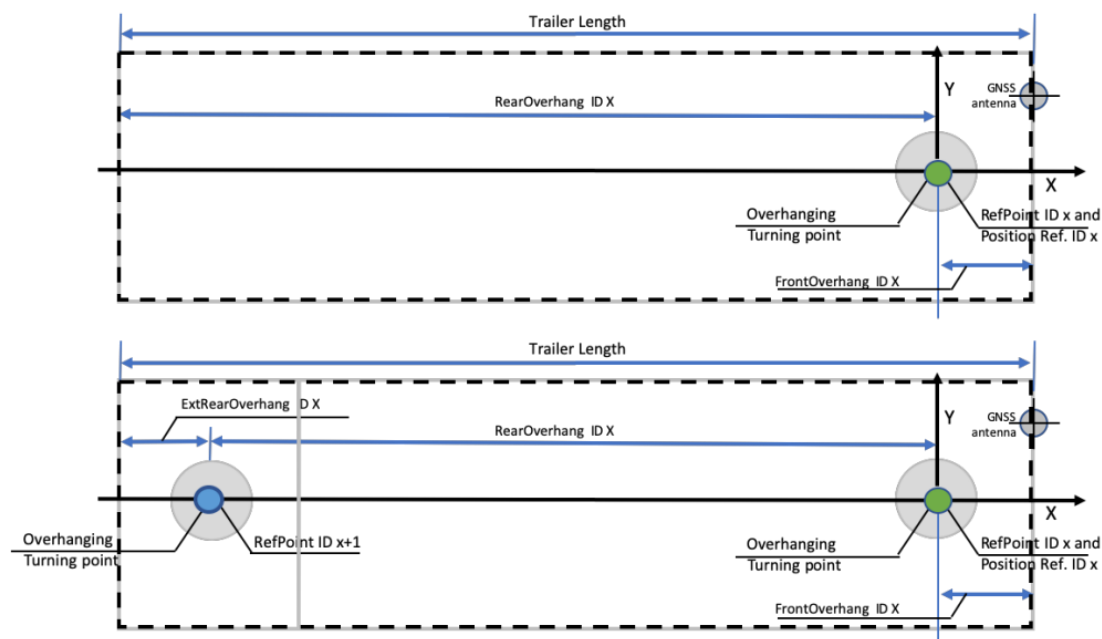 Trailer Length
RearOverhang ID X
Y
GNSS
antenna
X
Overhanging
Turning point
RefPoint ID x and
Position Ref. ID x
FrontOverhang ID X
Trailer Length
ExtRearOverhang ID X
RearOverhang ID X
Y
GNSS
antenna
X
Overhanging
Turning point
RefPoint ID x+1
Overhanging
Turning point
RefPoint ID x and
Position Ref. ID x
FrontOverhang ID X